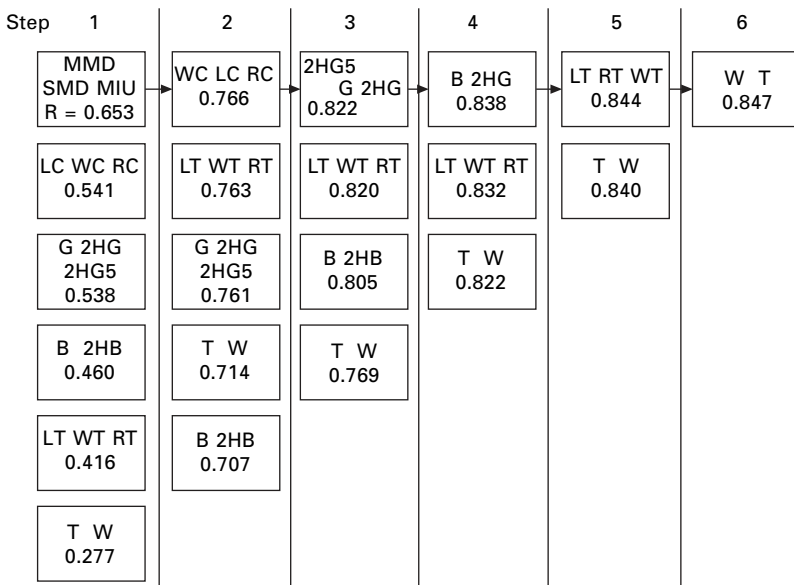 Step 1 2 3 4 5 6
MMD
SMD MIU
R = 0.653
WC LC RC
0.766
2HG5
G 2HG
0.822
B 2HG
0.838
LT RT WT
0.844
W T
0.847
LC WC RC
0.541
LT WT RT
0.763
LT WT RT
0.820
LT WT RT
0.832
T W
0.840
G 2HG
2HG5
0.538
G 2HG
2HG5
0.761
B 2HB
0.805
T W
0.822
B 2HB
0.460
T W
0.714
T W
0.769
LT WT RT
0.416
B 2HB
0.707
T W
0.277